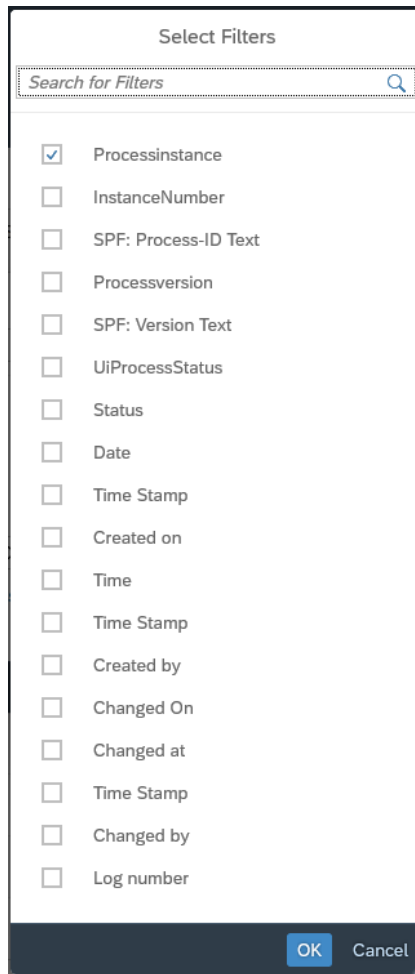 Select Filters
Search for Filters
Processinstance
InstanceNumber
SPF: Process-ID Text
Processversion
SPF: Version Text
UiProcessStatus
Status
Date
Time Stamp
Created on
Time
Time Stamp
Created by
Changed On
Changed at
Time Stamp
Changed by
Log number
OK Cancel